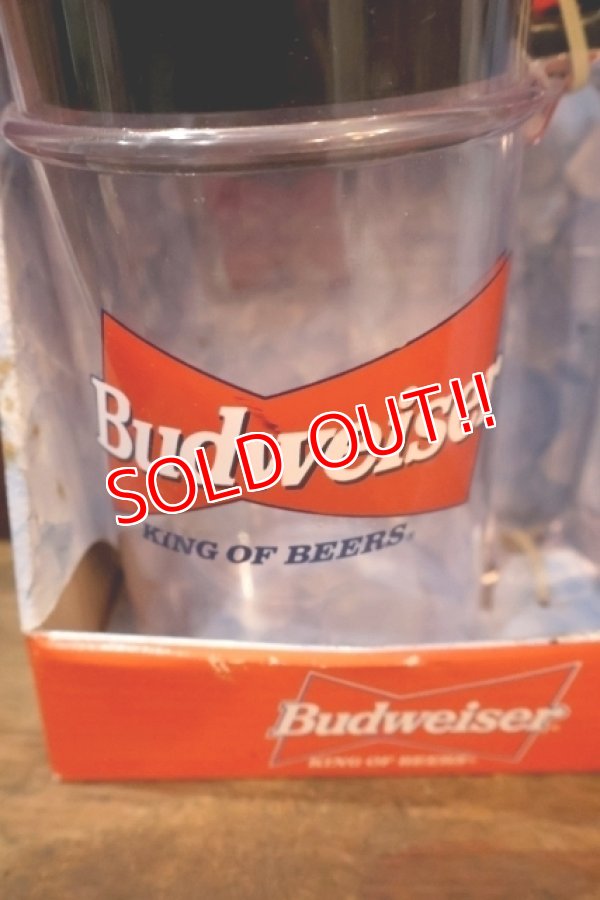 Budweiser
SOLD OUT!!
KING OF BEERS®
Budweiser®
KING OF BEERS®